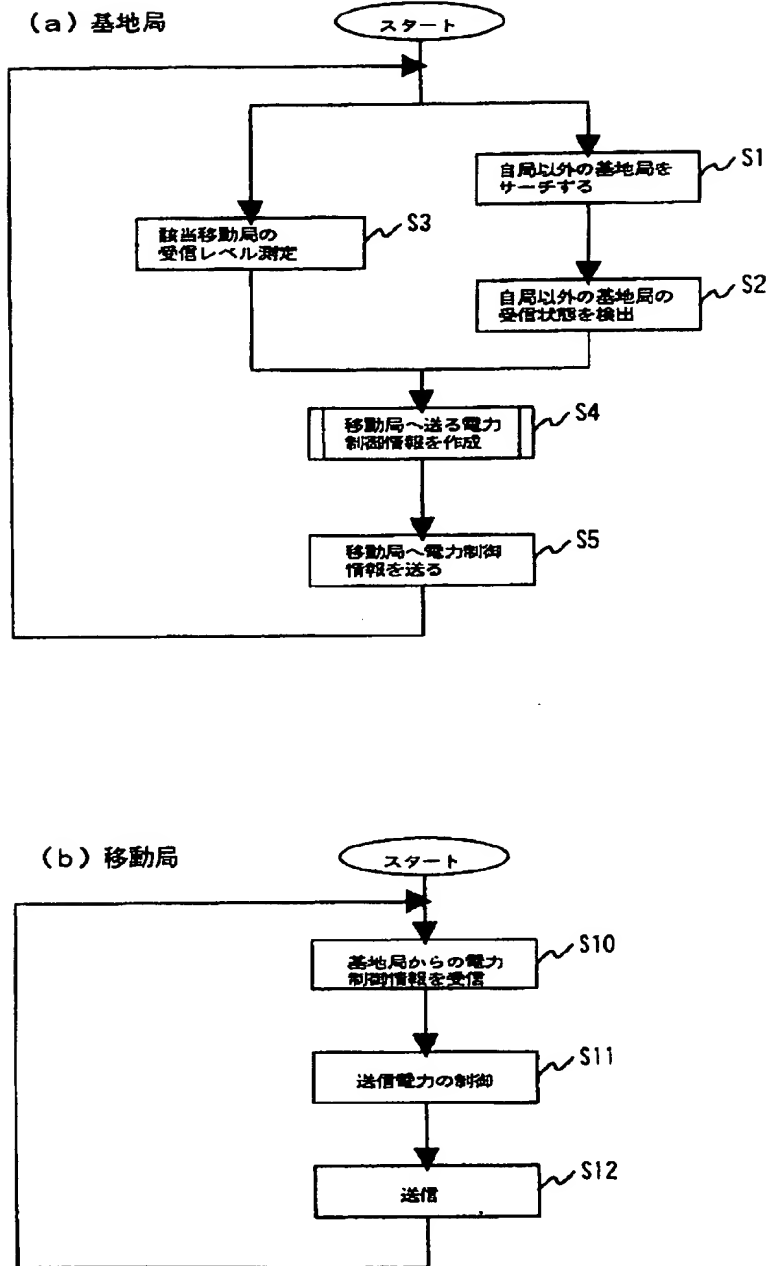 (a) 基地局
スタート
自局以外の基地局を
サーチする
S1
該当移動局の
受信レベル測定
S3
自局以外の基地局の
受信状態を検出
S2
移動局へ送る電力
制御情報を作成
S4
移動局へ電力制御
情報を送る
S5
(b) 移動局
スタート
基地局からの電力
制御情報を受信
S10
送信電力の制御
S11
送信
S12